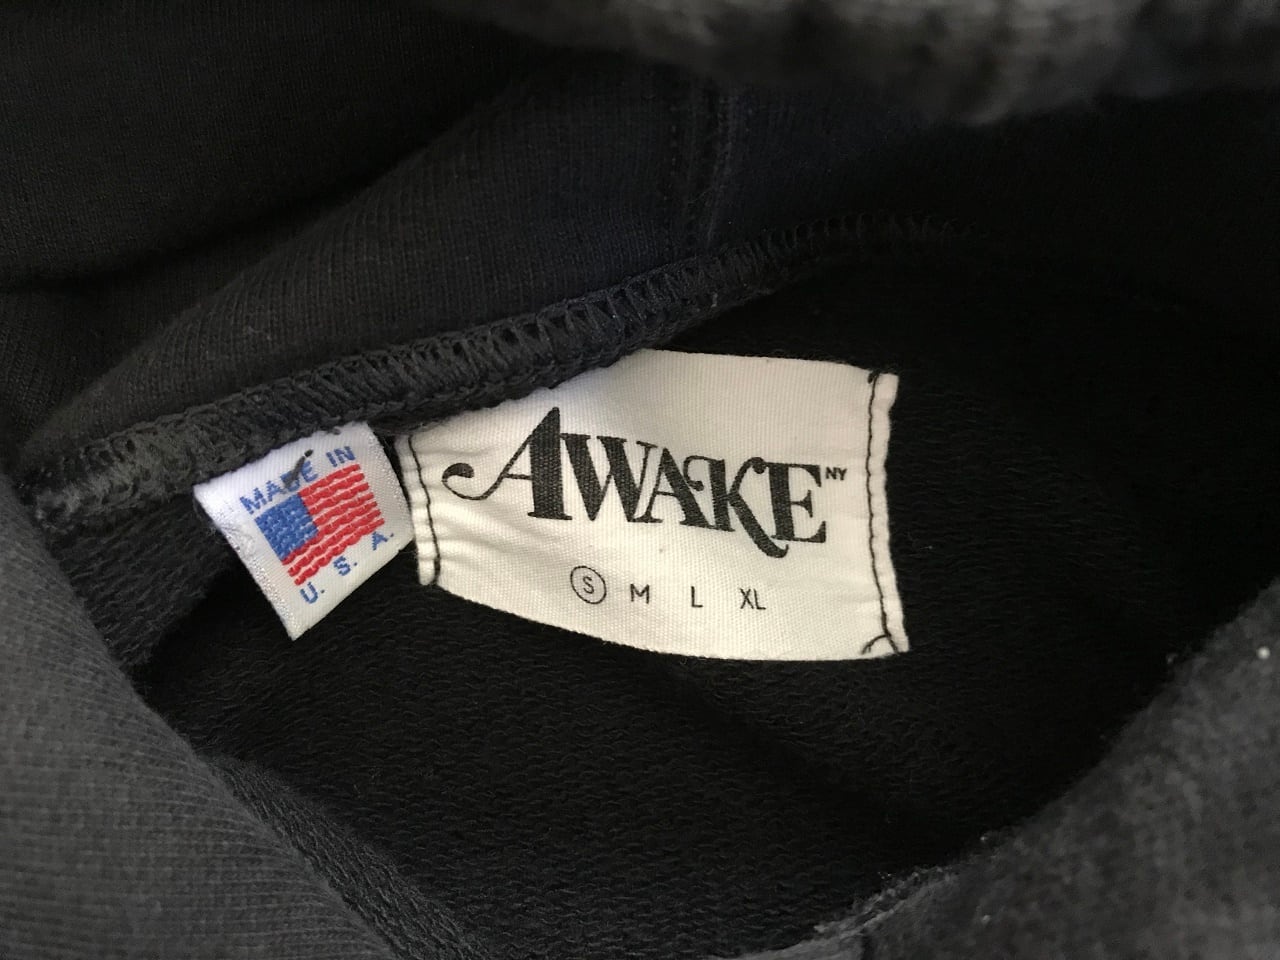 MADE IN
U. S. A.
AWAKE NY
S M L XL